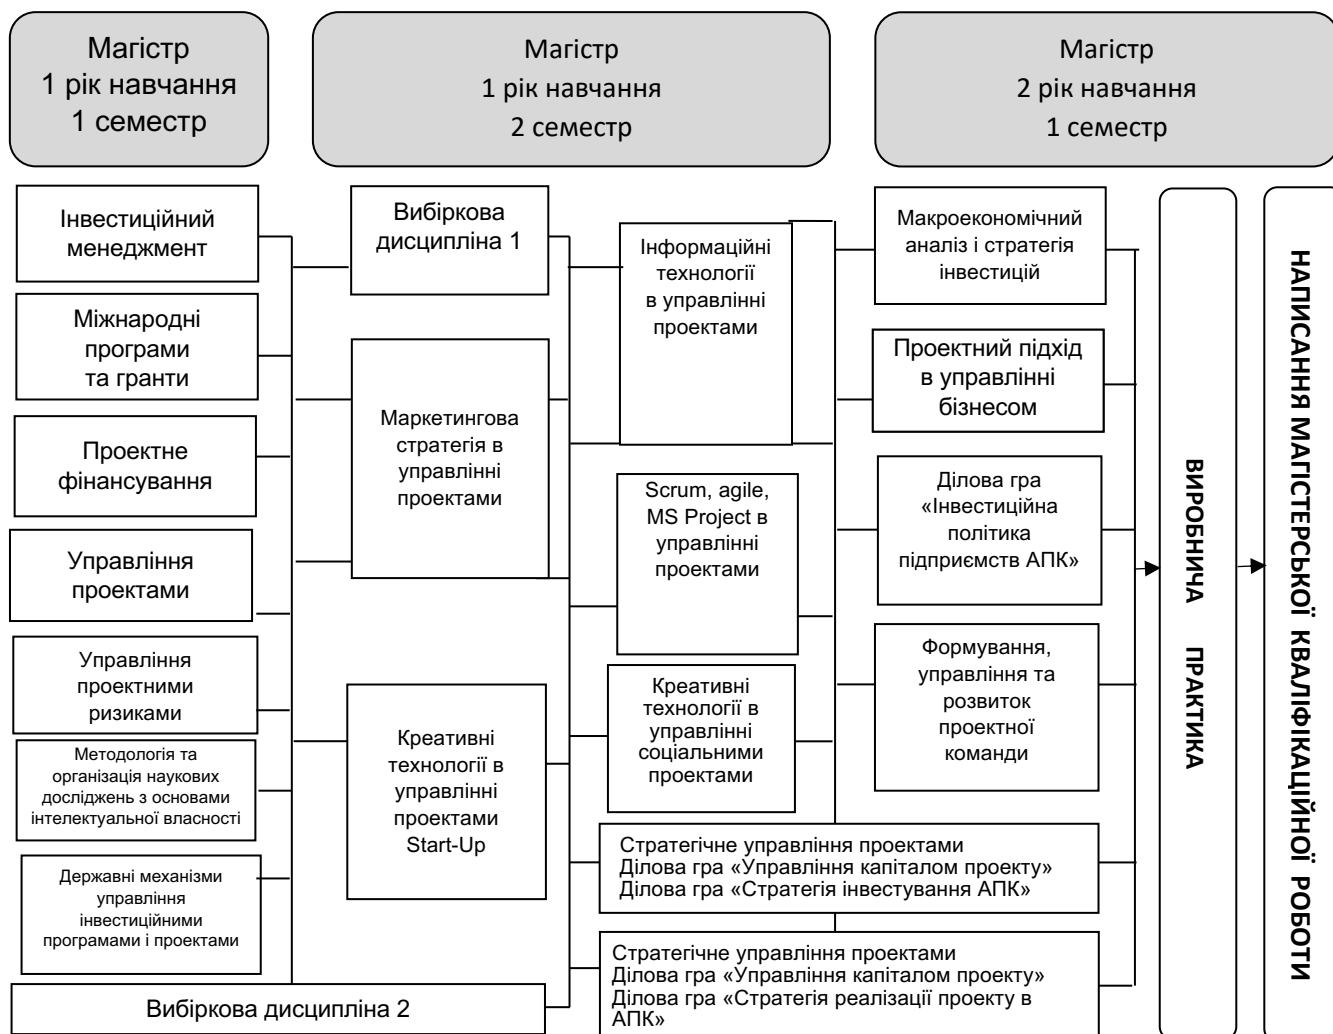 Магістр
1 рік навчання
1 семестр
Магістр
1 рік навчання
2 семестр
Магістр
2 рік навчання
1 семестр
Інвестиційний
менеджмент
Міжнародні
програми
та гранти
Проектне
фінансування
Управління
проектами
Управління
проектними
ризиками
Методологія та
організація наукових
досліджень з основами
інтелектуальної власності
Державні механізми
управління
інвестиційними
програмами і проектами
Вибіркова дисципліна 2
Вибіркова
дисципліна 1
Маркетингова
стратегія в
управлінні
проектами
Креативні
технології в
управлінні
проектами
Start-Up
Інформаційні
технології
в управлінні
проектами
Scrum, agile,
MS Project в
управлінні
проектами
Креативні
технології в
управлінні
соціальними
проектами
Стратегічне управління проектами
Ділова гра «Управління капіталом проекту»
Ділова гра «Стратегія інвестування АПК»
Стратегічне управління проектами
Ділова гра «Управління капіталом проекту»
Ділова гра «Стратегія реалізації проекту в
АПК»
Макроекономічний
аналіз і стратегія
інвестицій
Проектний підхід
в управлінні
бізнесом
Ділова гра
«Інвестиційна
політика
підприємств АПК»
Формування,
управління та
розвиток
проектної
команди
ВИРОБНИЧА ПРАКТИКА
НАПИСАННЯ МАГІСТЕРСЬКОЇ КВАЛІФІКАЦІЙНОЇ РОБОТИ